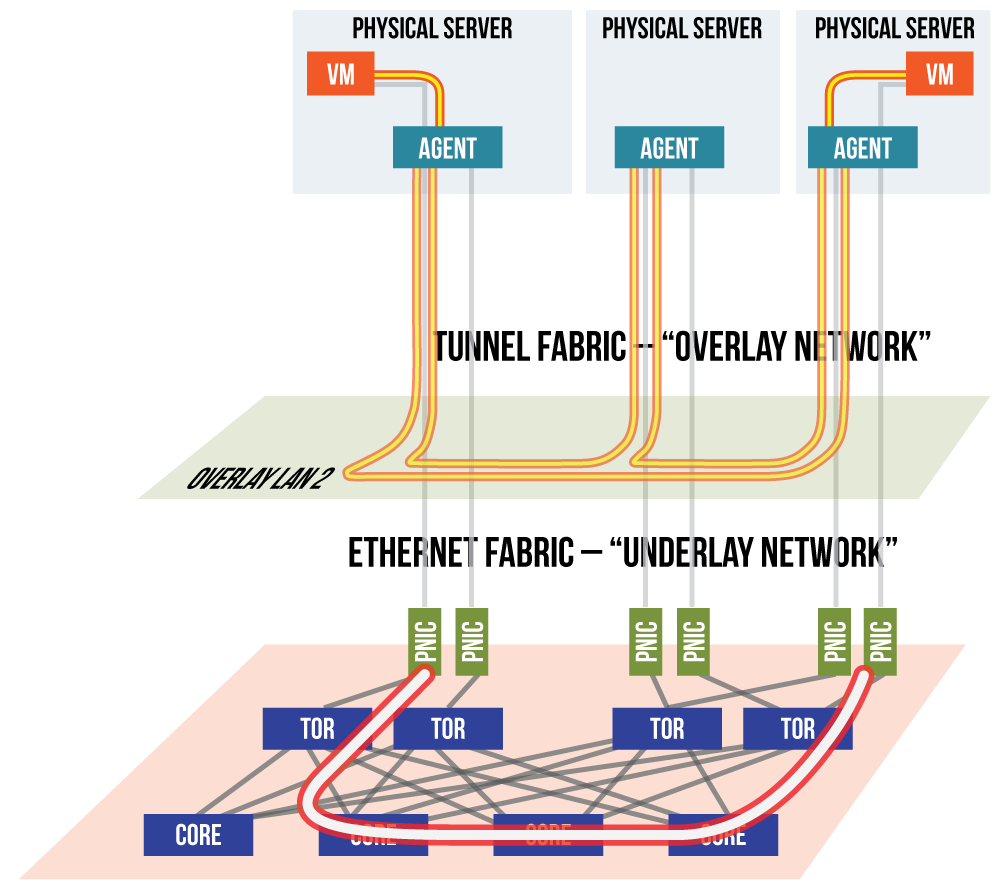 PHYSICAL SERVER
PHYSICAL SERVER
PHYSICAL SERVER
VM
VM
AGENT
AGENT
AGENT
TUNNEL FABRIC – “OVERLAY NETWORK”
OVERLAY LAN 2
ETHERNET FABRIC – “UNDERLAY NETWORK”
PNIC
PNIC
PNIC
PNIC
PNIC
PNIC
TOR
TOR
TOR
TOR
CORE
CORE
CORE
CORE